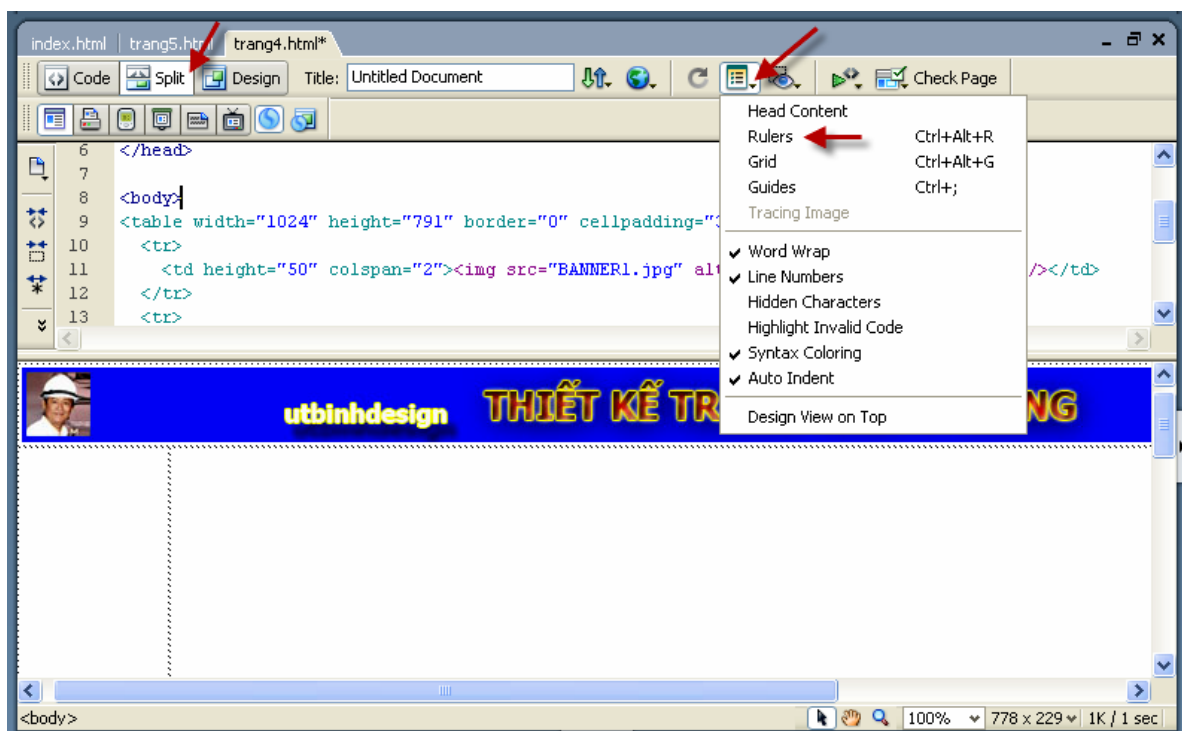 index.html trang5.html trang4.html*
Code Split Design Title: Untitled Document Check Page
Head Content
Rulers Ctrl+Alt+R
Grid Ctrl+Alt+G
Guides Ctrl+;
Tracing Image
Word Wrap
Line Numbers
Hidden Characters
Highlight Invalid Code
Syntax Coloring
Auto Indent
Design View on Top
6 </head>
7
8 <body>
9 <table width="1024" height="791" border="0" cellpadding="
10 <tr>
11 <td height="50" colspan="2"><img src="BANNER1.jpg" alt /></td>
12 </tr>
13 <tr>
utbinhdesign THIẾT KẾ TR NG
<body> 100% 778 x 229 1K / 1 sec